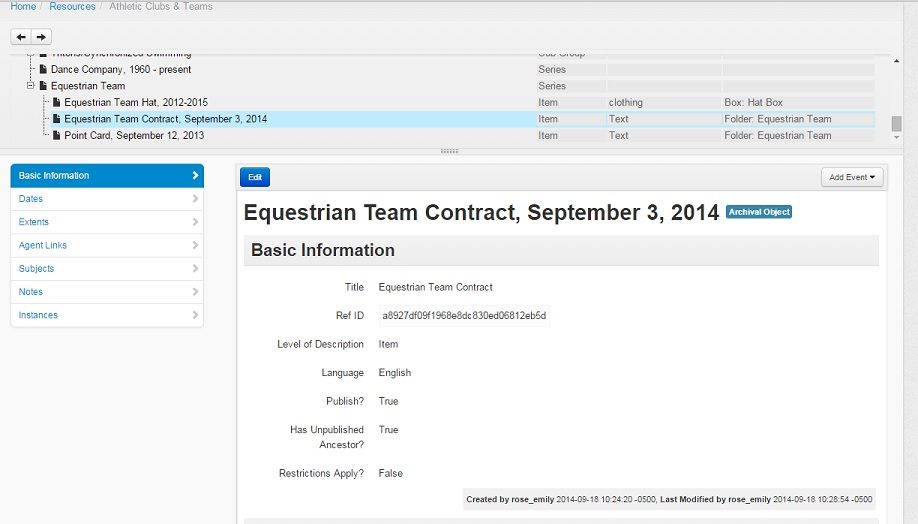 Home / Resources / Athletic Clubs & Teams
Tritons/Synchronized Swimming Sub Group
Dance Company, 1960 - present Series
Equestrian Team Series
Equestrian Team Hat, 2012-2015 Item clothing Box: Hat Box
Equestrian Team Contract, September 3, 2014 Item Text Folder: Equestrian Team
Point Card, September 12, 2013 Item Text Folder: Equestrian Team
Basic Information
Dates
Extents
Agent Links
Subjects
Notes
Instances
Edit Add Event
Equestrian Team Contract, September 3, 2014 Archival Object
Basic Information
Title Equestrian Team Contract
Ref ID a8927df09f1968e8dc830ed06812eb5d
Level of Description Item
Language English
Publish? True
Has Unpublished True
Ancestor?
Restrictions Apply? False
Created by rose_emily 2014-09-18 10:24:20 -0500, Last Modified by rose_emily 2014-09-18 10:28:54 -0500